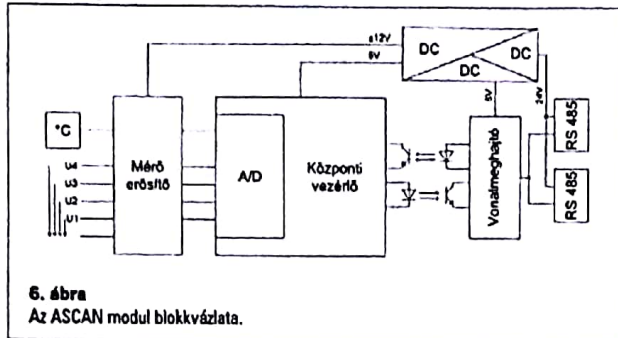 ±12V
5V
DC
DC
DC
5V
24V
°C
U4
U3
U2
U1
Mérő
erősítő
A/D
Központi
vezérlő
Vonalmeghajtó
RS 485
RS 485
6. ábra
Az ASCAN modul blokkvázlata.